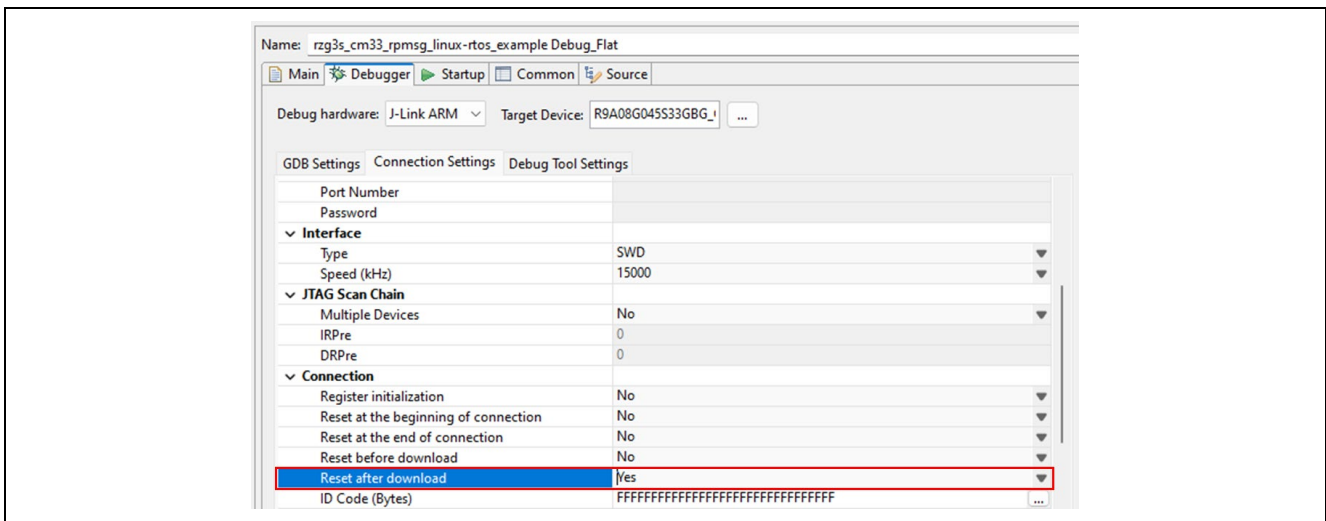 Name: rzg3s_cm33_rpmsg_linux-rtos_example Debug_Flat
Main Debugger Startup Common Source
Debug hardware: J-Link ARM Target Device: R9A08G045S33GBG_ ...
GDB Settings Connection Settings Debug Tool Settings
Port Number
Password
Interface
Type SWD
Speed (kHz) 15000
JTAG Scan Chain
Multiple Devices No
IRPre 0
DRPre 0
Connection
Register initialization No
Reset at the beginning of connection No
Reset at the end of connection No
Reset before download No
Reset after download Yes
ID Code (Bytes) FFFFFFFFFFFFFFFFFFFFFFFFFFFFFFFF ...